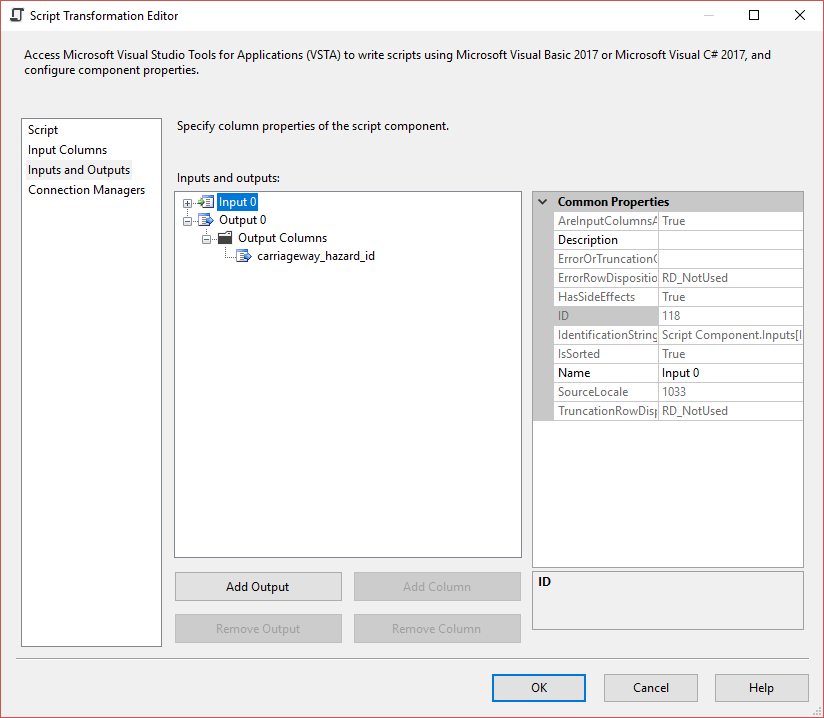 Script Transformation Editor
Access Microsoft Visual Studio Tools for Applications (VSTA) to write scripts using Microsoft Visual Basic 2017 or Microsoft Visual C# 2017, and
configure component properties.
Script
Input Columns
Inputs and Outputs
Connection Managers
Specify column properties of the script component.
Inputs and outputs:
Input 0
Output 0
Output Columns
carriageway_hazard_id
Common Properties
AreInputColumnsA True
Description
ErrorOrTruncationO
ErrorRowDispositio RD_NotUsed
HasSideEffects True
ID 118
IdentificationString Script Component.Inputs[I
IsSorted True
Name Input 0
SourceLocale 1033
TruncationRowDisp RD_NotUsed
Add Output Add Column
Remove Output Remove Column
ID
OK Cancel Help